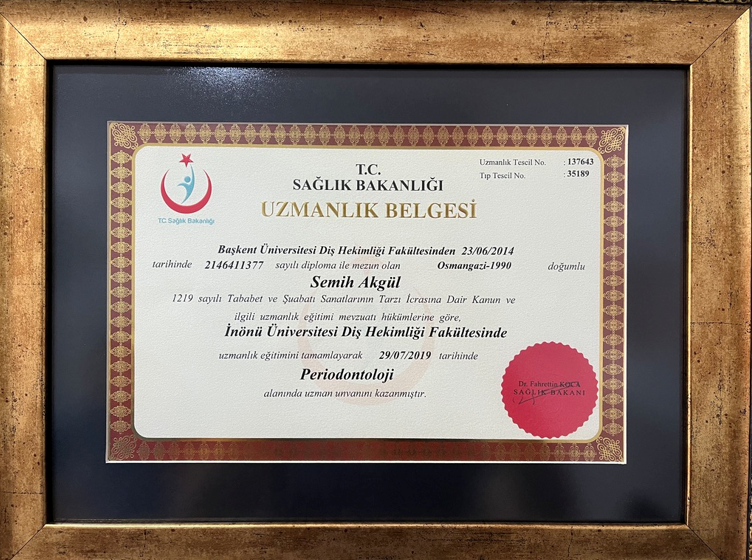 T.C. Sağlık Bakanlığı
T.C.
SAĞLIK BAKANLIĞI
UZMANLIK BELGESİ
Uzmanlık Tescil No. : 137643
Tıp Tescil No. : 35189
Başkent Üniversitesi Diş Hekimliği Fakültesinden 23/06/2014
tarihinde 2146411377 sayılı diploma ile mezun olan Osmangazi-1990 doğumlu
Semih Akgül
1219 sayılı Tababet ve Şuabatı Sanatlarının Tarzı İcrasına Dair Kanun ve
ilgili uzmanlık eğitimi mevzuatı hükümlerine göre,
İnönü Üniversitesi Diş Hekimliği Fakültesinde
uzmanlık eğitimini tamamlayarak 29/07/2019 tarihinde
Periodontoloji
alanında uzman unvanını kazanmıştır.
Dr. Fahrettin KOCA
SAĞLIK BAKANI